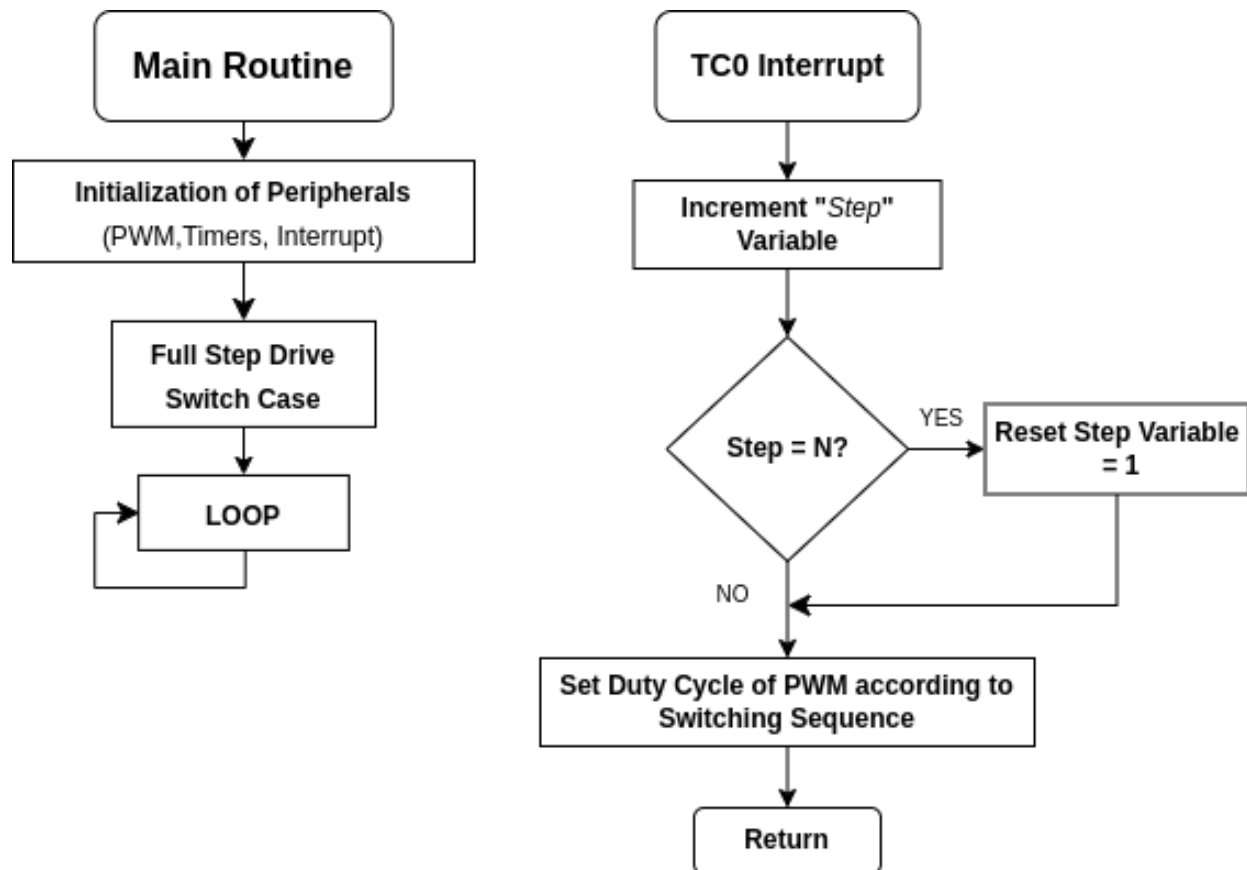 Main Routine
Initialization of Peripherals
(PWM,Timers, Interrupt)
Full Step Drive
Switch Case
LOOP
TC0 Interrupt
Increment "Step"
Variable
Step = N?
YES
Reset Step Variable
= 1
NO
Set Duty Cycle of PWM according to
Switching Sequence
Return